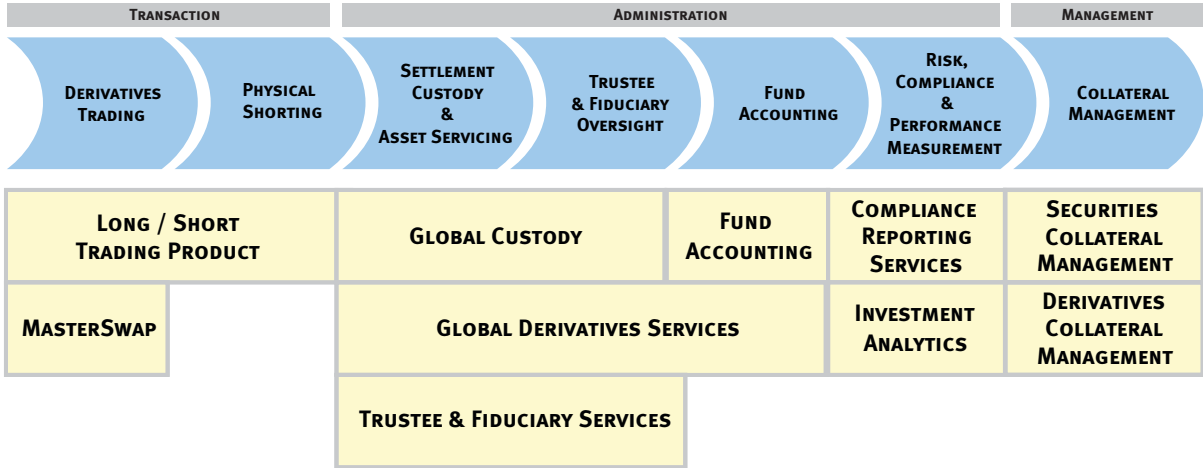 TRANSACTION
ADMINISTRATION
MANAGEMENT
DERIVATIVES
TRADING
PHYSICAL
SHORTING
SETTLEMENT
CUSTODY
&
ASSET SERVICING
TRUSTEE
& FIDUCIARY
OVERSIGHT
FUND
ACCOUNTING
RISK,
COMPLIANCE
&
PERFORMANCE
MEASUREMENT
COLLATERAL
MANAGEMENT
LONG / SHORT
TRADING PRODUCT
GLOBAL CUSTODY
FUND
ACCOUNTING
COMPLIANCE
REPORTING
SERVICES
SECURITIES
COLLATERAL
MANAGEMENT
MASTERSWAP
GLOBAL DERIVATIVES SERVICES
INVESTMENT
ANALYTICS
DERIVATIVES
COLLATERAL
MANAGEMENT
TRUSTEE & FIDUCIARY SERVICES